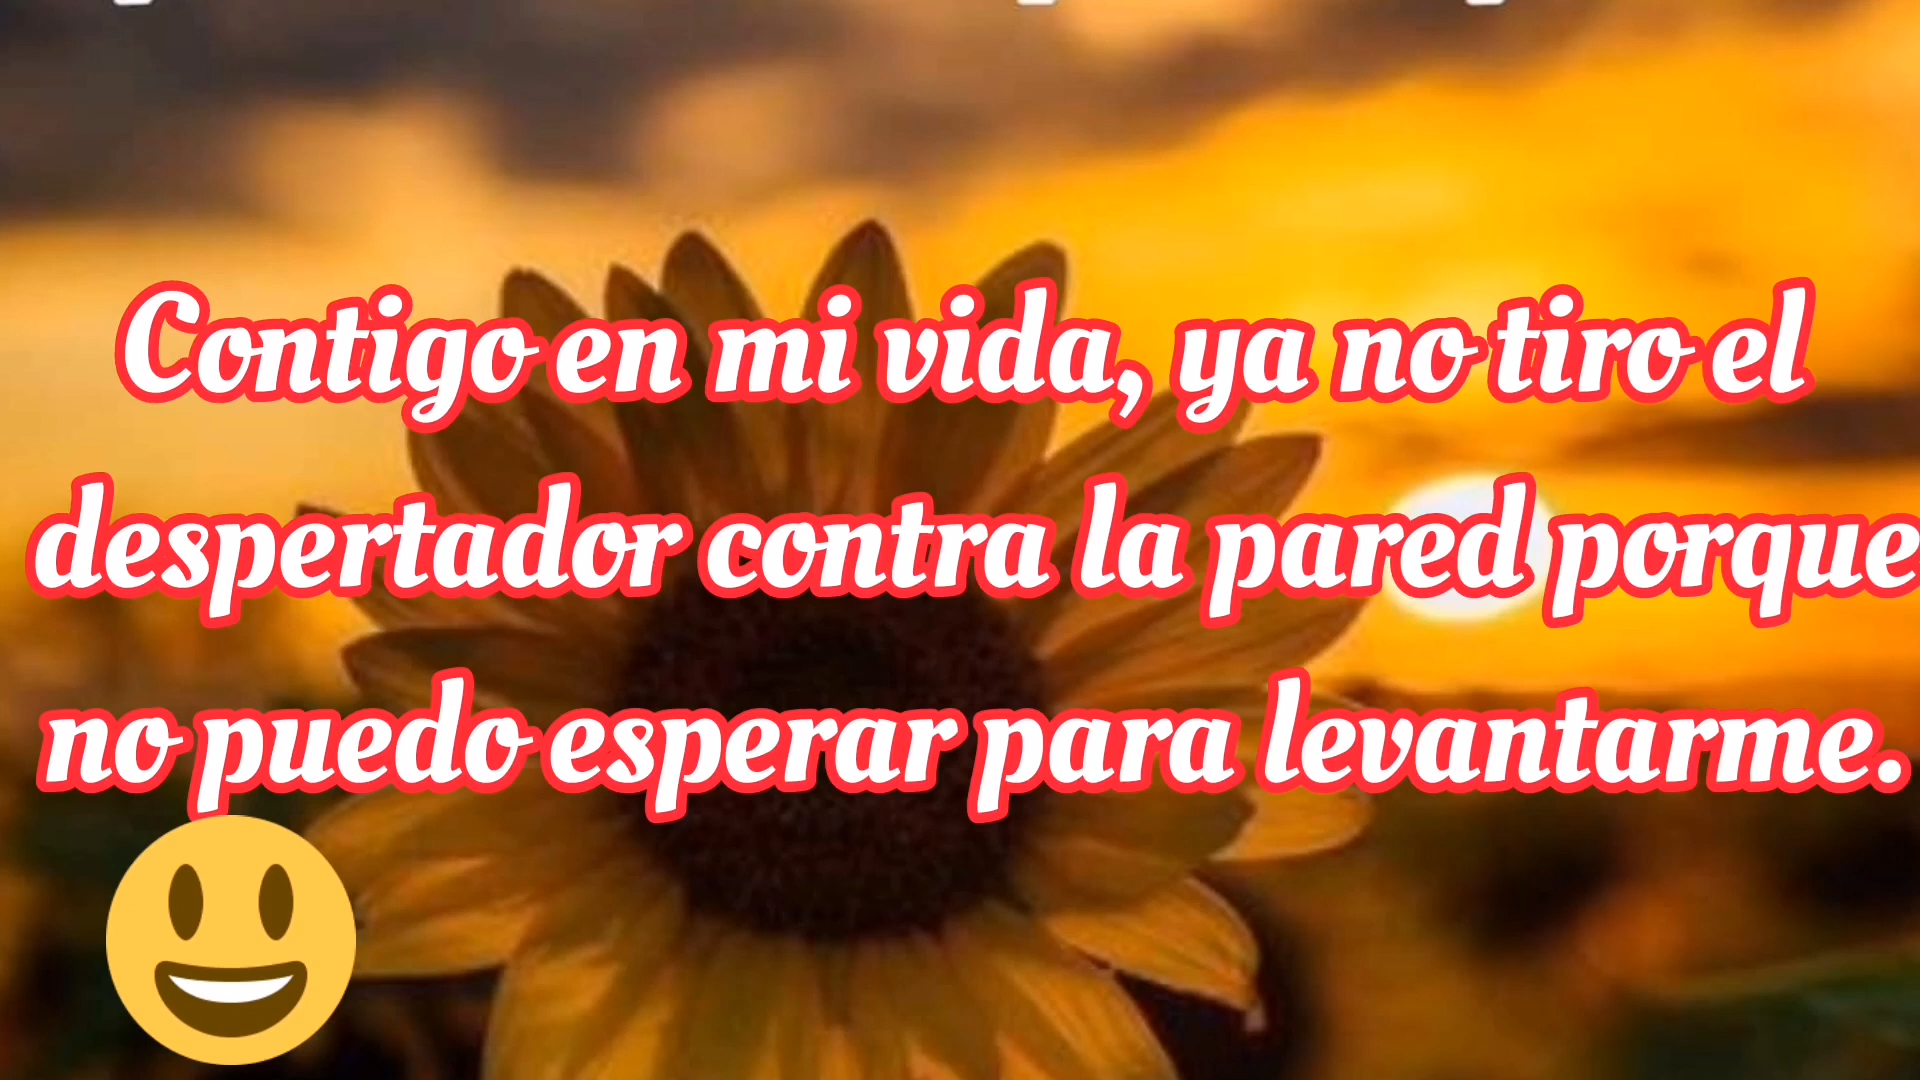 Contigo en mi vida, ya no tiro el
despertador contra la pared porque
no puedo esperar para levantarme.